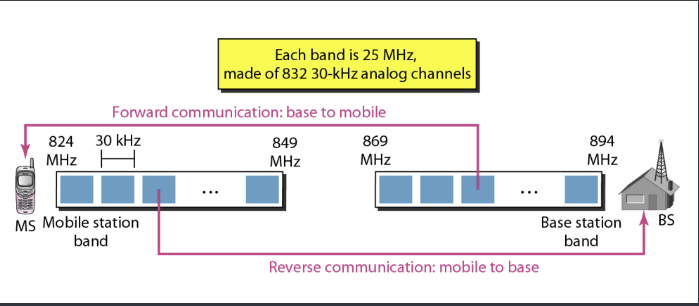 Each band is 25 MHz,
made of 832 30-kHz analog channels
Forward communication: base to mobile
824
MHz
30 kHz
849
MHz
869
MHz
894
MHz
...
...
MS
Mobile station
band
Base station
band
BS
Reverse communication: mobile to base